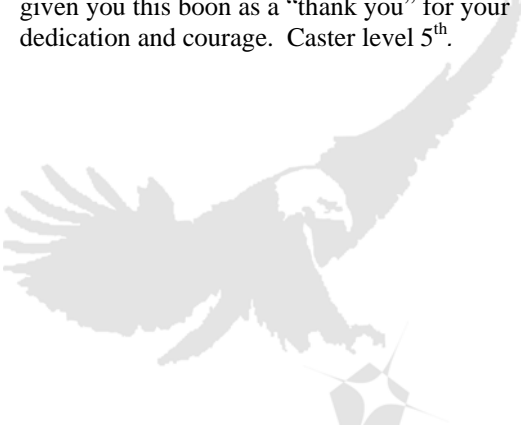 given you this boon as a “thank you” for your
dedication and courage.  Caster level 5th.